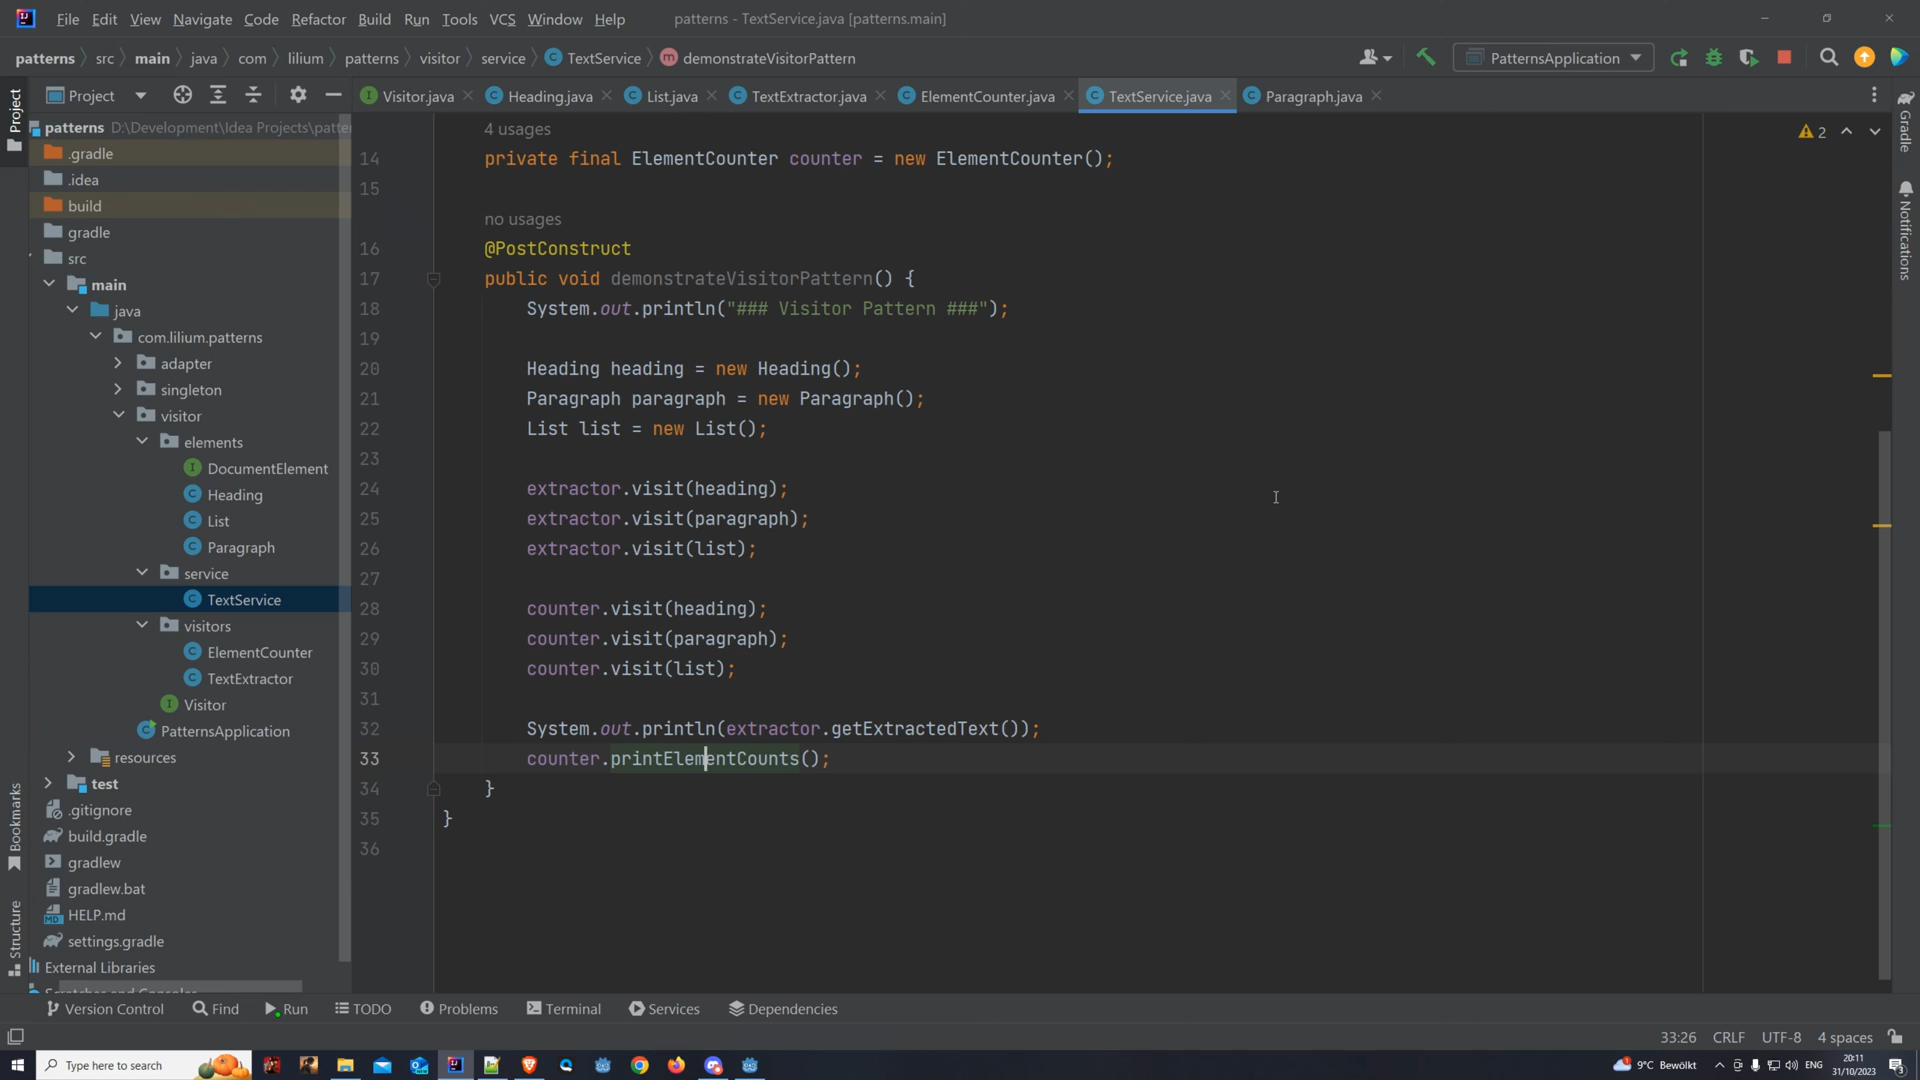 File Edit View Navigate Code Refactor Build Run Tools VCS Window Help patterns - TextService.java [patterns.main]
patterns src main java com lilium patterns visitor service TextService demonstrateVisitorPattern PatternsApplication
Project
Visitor.java Heading.java List.java TextExtractor.java ElementCounter.java TextService.java Paragraph.java
Project
Bookmarks
Structure
Gradle
Notifications
patterns D:\Development\Idea Projects\patte
.gradle
.idea
build
gradle
src
main
java
com.lilium.patterns
adapter
singleton
visitor
elements
DocumentElement
Heading
List
Paragraph
service
TextService
visitors
ElementCounter
TextExtractor
Visitor
PatternsApplication
resources
test
.gitignore
build.gradle
gradlew
gradlew.bat
HELP.md
settings.gradle
External Libraries
Scratches and Consoles
2
4 usages
14 private final ElementCounter counter = new ElementCounter();
15
no usages
16 @PostConstruct
17 public void demonstrateVisitorPattern() {
18 System.out.println("### Visitor Pattern ###");
19
20 Heading heading = new Heading();
21 Paragraph paragraph = new Paragraph();
22 List list = new List();
23
24 extractor.visit(heading);
25 extractor.visit(paragraph);
26 extractor.visit(list);
27
28 counter.visit(heading);
29 counter.visit(paragraph);
30 counter.visit(list);
31
32 System.out.println(extractor.getExtractedText());
33 counter.printElementCounts();
34 }
35 }
36
Version Control Find Run TODO Problems Terminal Services Dependencies
33:26 CRLF UTF-8 4 spaces
Type here to search
9°C Bewölkt ENG
20:11
31/10/2023
3